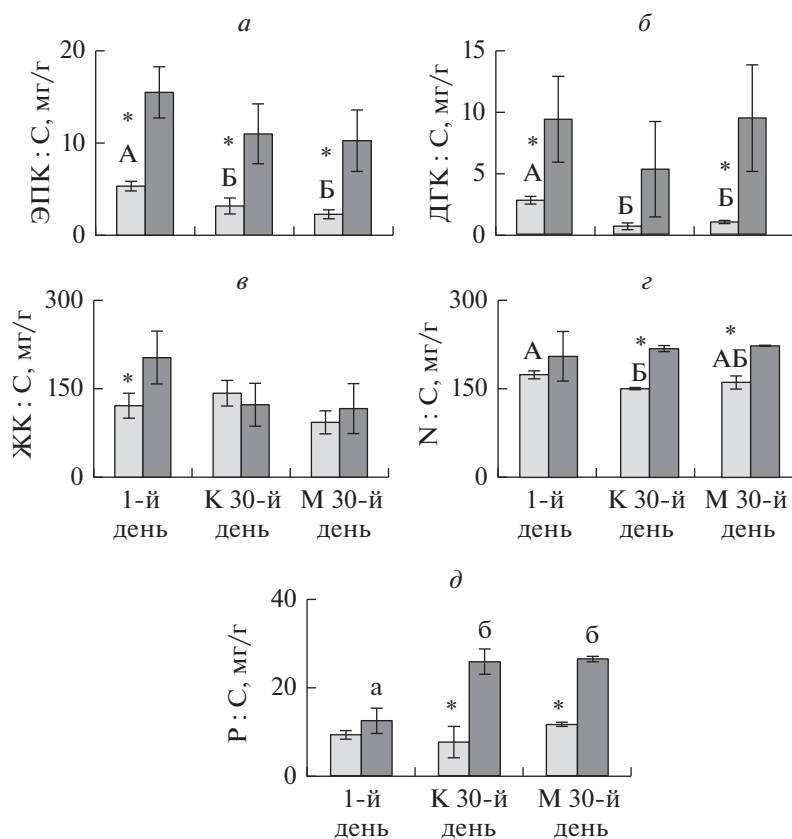 а
ЭПК : C, мг/г
20
10
0
*
А
*
Б
*
Б
б
ДГК : C, мг/г
15
10
5
0
*
А
Б
*
Б
в
ЖК : C, мг/г
300
150
0
*
1-й день
К 30-й день
М 30-й день
г
N : C, мг/г
300
150
0
А
*
Б
*
АБ
1-й день
К 30-й день
М 30-й день
д
P : C, мг/г
40
20
0
а
*
б
*
б
1-й день
К 30-й день
М 30-й день